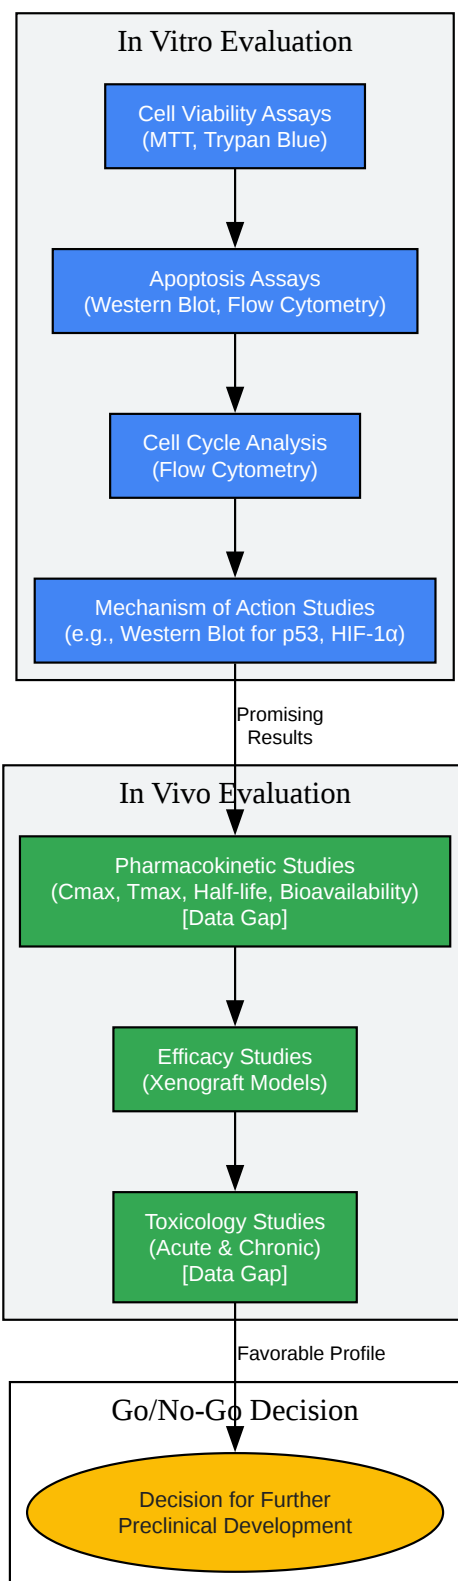 In Vitro Evaluation
Cell Viability Assays
(MTT, Trypan Blue)
Apoptosis Assays
(Western Blot, Flow Cytometry)
Cell Cycle Analysis
(Flow Cytometry)
Mechanism of Action Studies
(e.g., Western Blot for p53, HIF-1α)
Promising
Results
In Vivo Evaluation
Pharmacokinetic Studies
(Cmax, Tmax, Half-life, Bioavailability)
[Data Gap]
Efficacy Studies
(Xenograft Models)
Toxicology Studies
(Acute & Chronic)
[Data Gap]
Favorable Profile
Go/No-Go Decision
Decision for Further
Preclinical Development